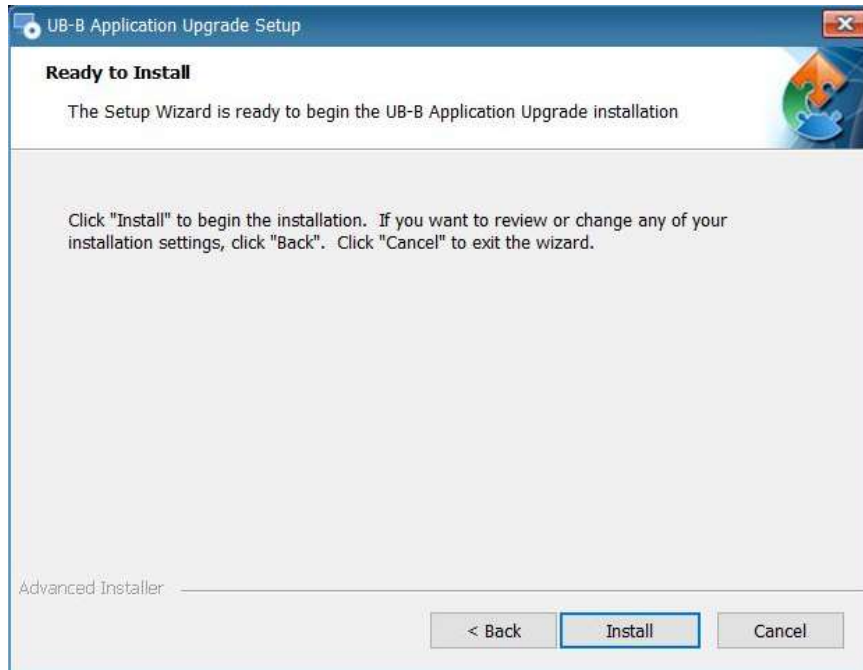 UB-B Application Upgrade Setup
Ready to Install
The Setup Wizard is ready to begin the UB-B Application Upgrade installation
Click "Install" to begin the installation.  If you want to review or change any of your
installation settings, click "Back".  Click "Cancel" to exit the wizard.
Advanced Installer
< Back
Install
Cancel